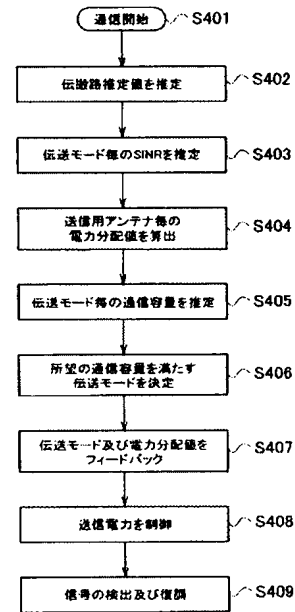 通信開始 S401
伝搬路推定値を推定 S402
伝送モード毎のSINRを推定 S403
送信用アンテナ毎の
電力分配値を算出 S404
伝送モード毎の通信容量を推定 S405
所望の通信容量を満たす
伝送モードを決定 S406
伝送モード及び電力分配値を
フィードバック S407
送信電力を制御 S408
信号の検出及び復調 S409